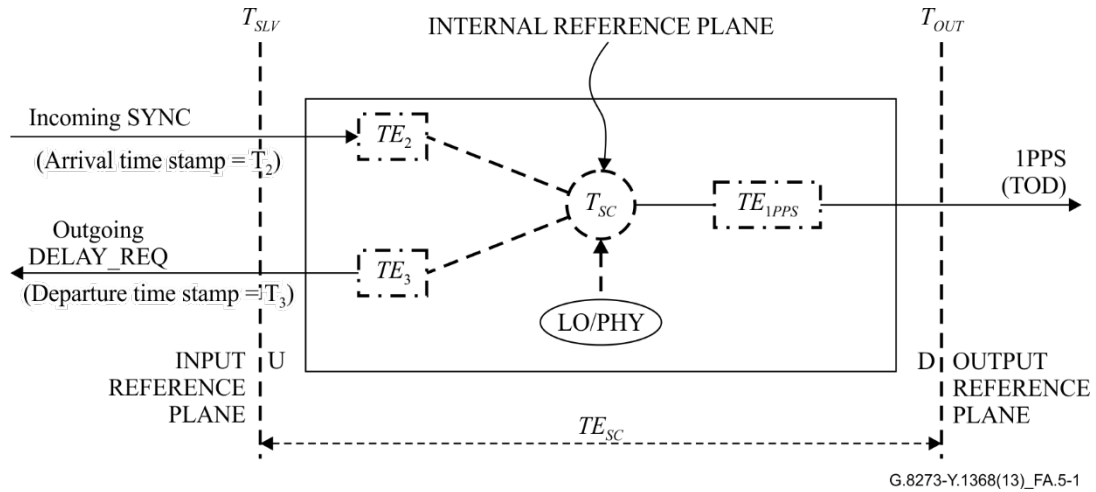 T_SLV
INTERNAL REFERENCE PLANE
T_OUT
Incoming SYNC
(Arrival time stamp = T_2)
TE_2
T_SC
TE_1PPS
1PPS
(TOD)
Outgoing
DELAY_REQ
(Departure time stamp = T_3)
TE_3
LO/PHY
INPUT
REFERENCE
PLANE
U
D
OUTPUT
REFERENCE
PLANE
TE_SC
G.8273-Y.1368(13)_FA.5-1